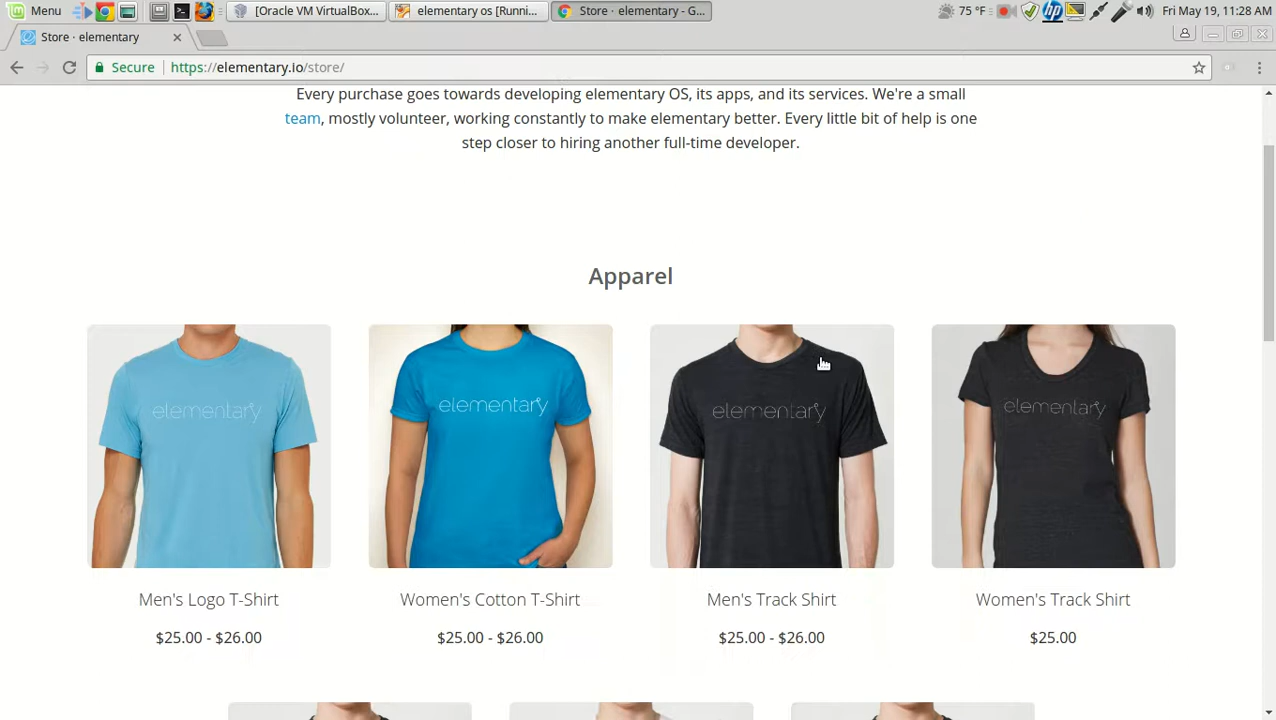 Menu
[Oracle VM VirtualBox...
elementary os [Runni...
Store · elementary - G...
75 °F
Fri May 19, 11:28 AM
Store · elementary
Secure
https://elementary.io/store/
Every purchase goes towards developing elementary OS, its apps, and its services. We're a small
team, mostly volunteer, working constantly to make elementary better. Every little bit of help is one
step closer to hiring another full-time developer.
Apparel
elementary
elementary
elementary
elementary
Men's Logo T-Shirt
Women's Cotton T-Shirt
Men's Track Shirt
Women's Track Shirt
$25.00 - $26.00
$25.00 - $26.00
$25.00 - $26.00
$25.00